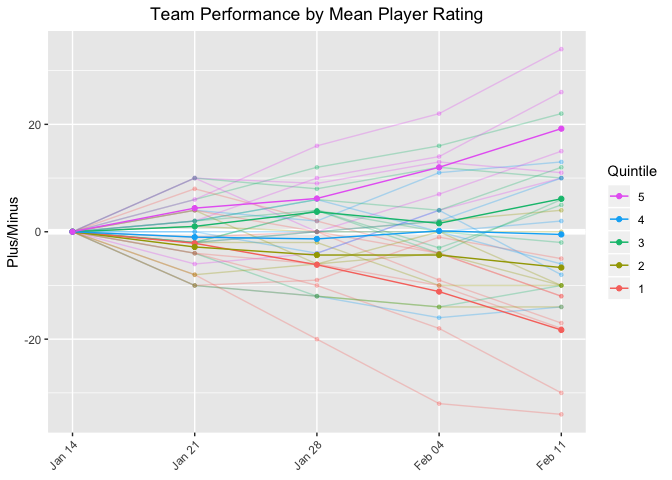 Team Performance by Mean Player Rating
Plus/Minus
20
0
-20
Jan 14
Jan 21
Jan 28
Feb 04
Feb 11
Quintile
5
4
3
2
1